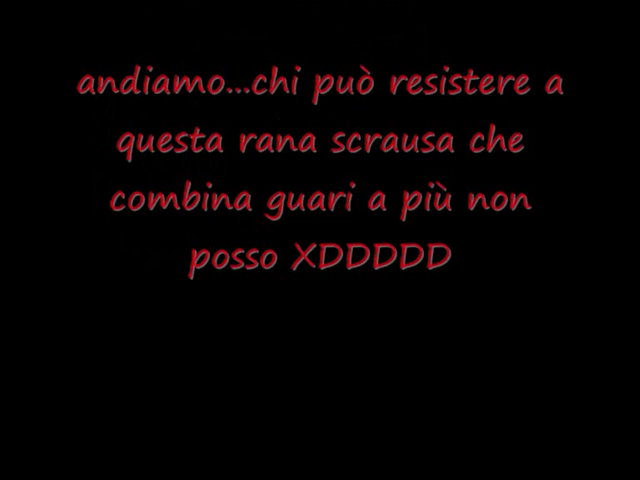 andiamo...chi può resistere a
questa rana scrausa che
combina guari a più non
posso XDDDDD